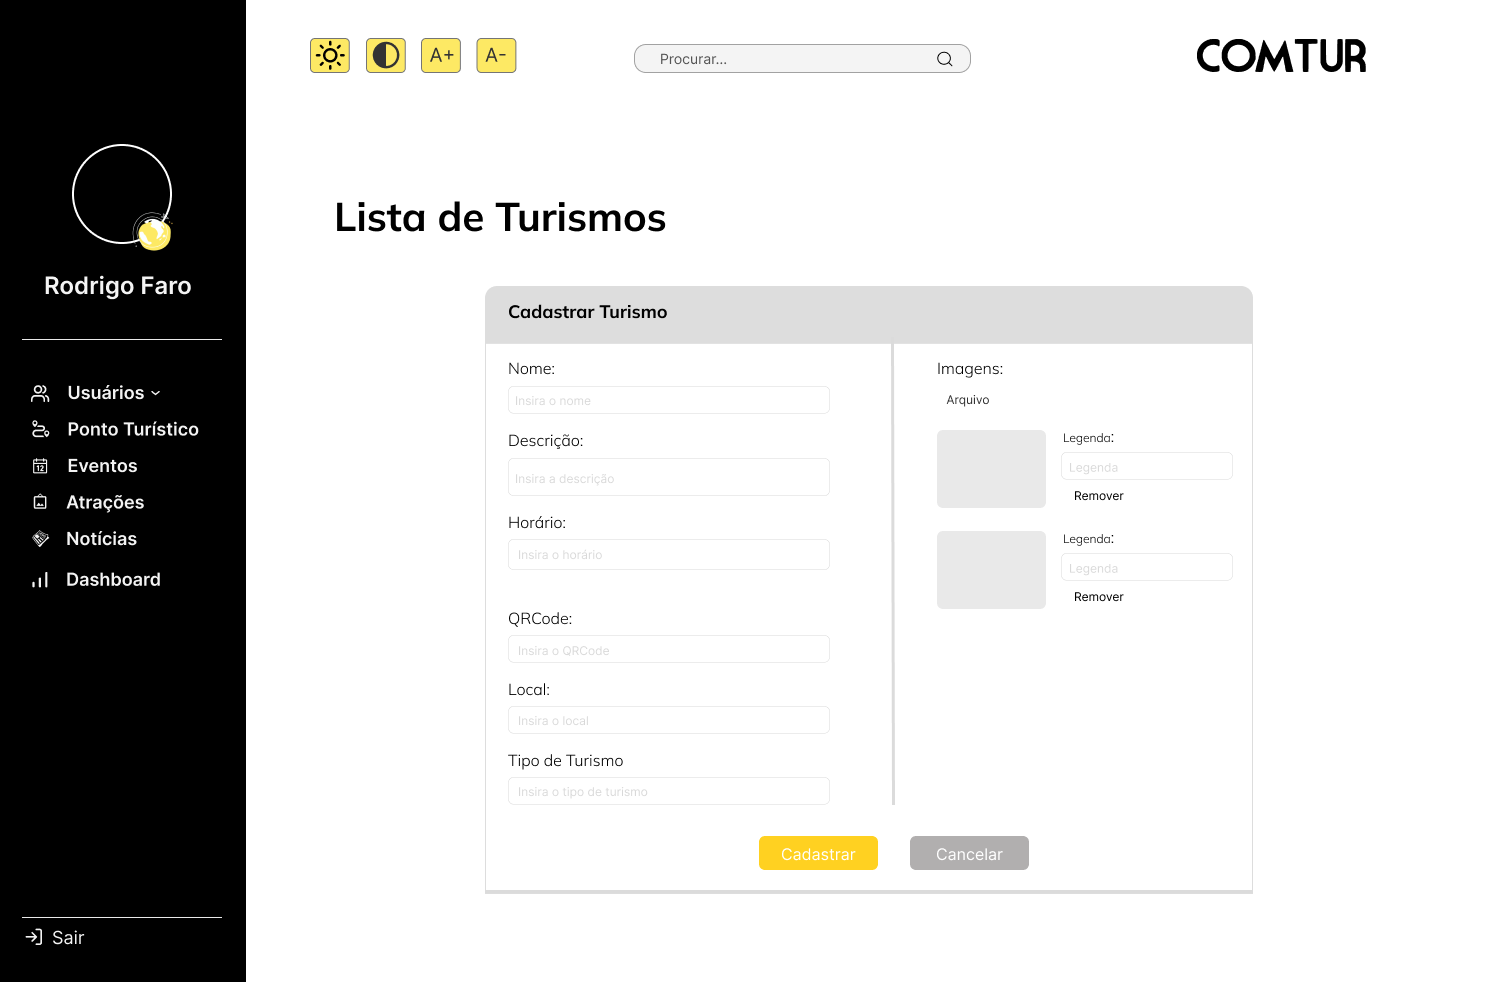 A+
A-
Procurar...
COMTUR
Rodrigo Faro
Usuários
Ponto Turístico
12
Eventos
Atrações
Notícias
Dashboard
Sair
Lista de Turismos
Cadastrar Turismo
Nome:
Insira o nome
Descrição:
Insira a descrição
Horário:
Insira o horário
QRCode:
Insira o QRCode
Local:
Insira o local
Tipo de Turismo
Insira o tipo de turismo
Imagens:
Arquivo
Legenda:
Legenda
Remover
Legenda:
Legenda
Remover
Cadastrar
Cancelar